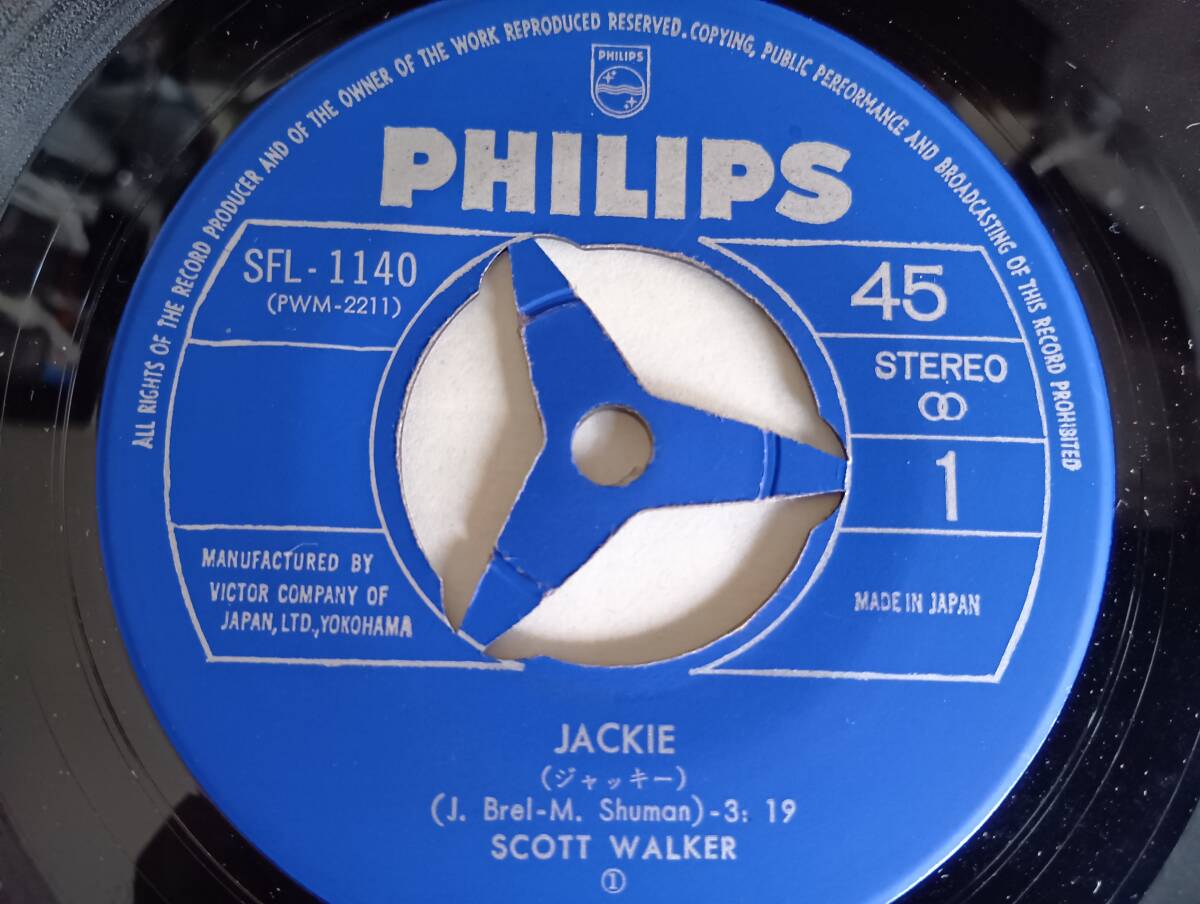 ALL RIGHTS OF THE RECORD PRODUCER AND OF THE OWNER OF THE WORK REPRODUCED RESERVED. COPYING, PUBLIC PERFORMANCE AND BROADCASTING OF THIS RECORD PROHIBITED
PHILIPS
PHILIPS
SFL-1140
(PWM-2211)
45
STEREO
1
MANUFACTURED BY
VICTOR COMPANY OF
JAPAN, LTD., YOKOHAMA
MADE IN JAPAN
JACKIE
(ジャッキー)
(J. Brel-M. Shuman)-3: 19
SCOTT WALKER
①